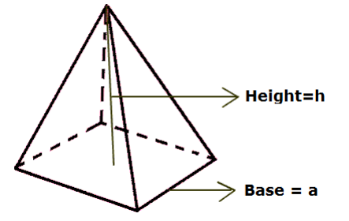 Height=h
Base = a